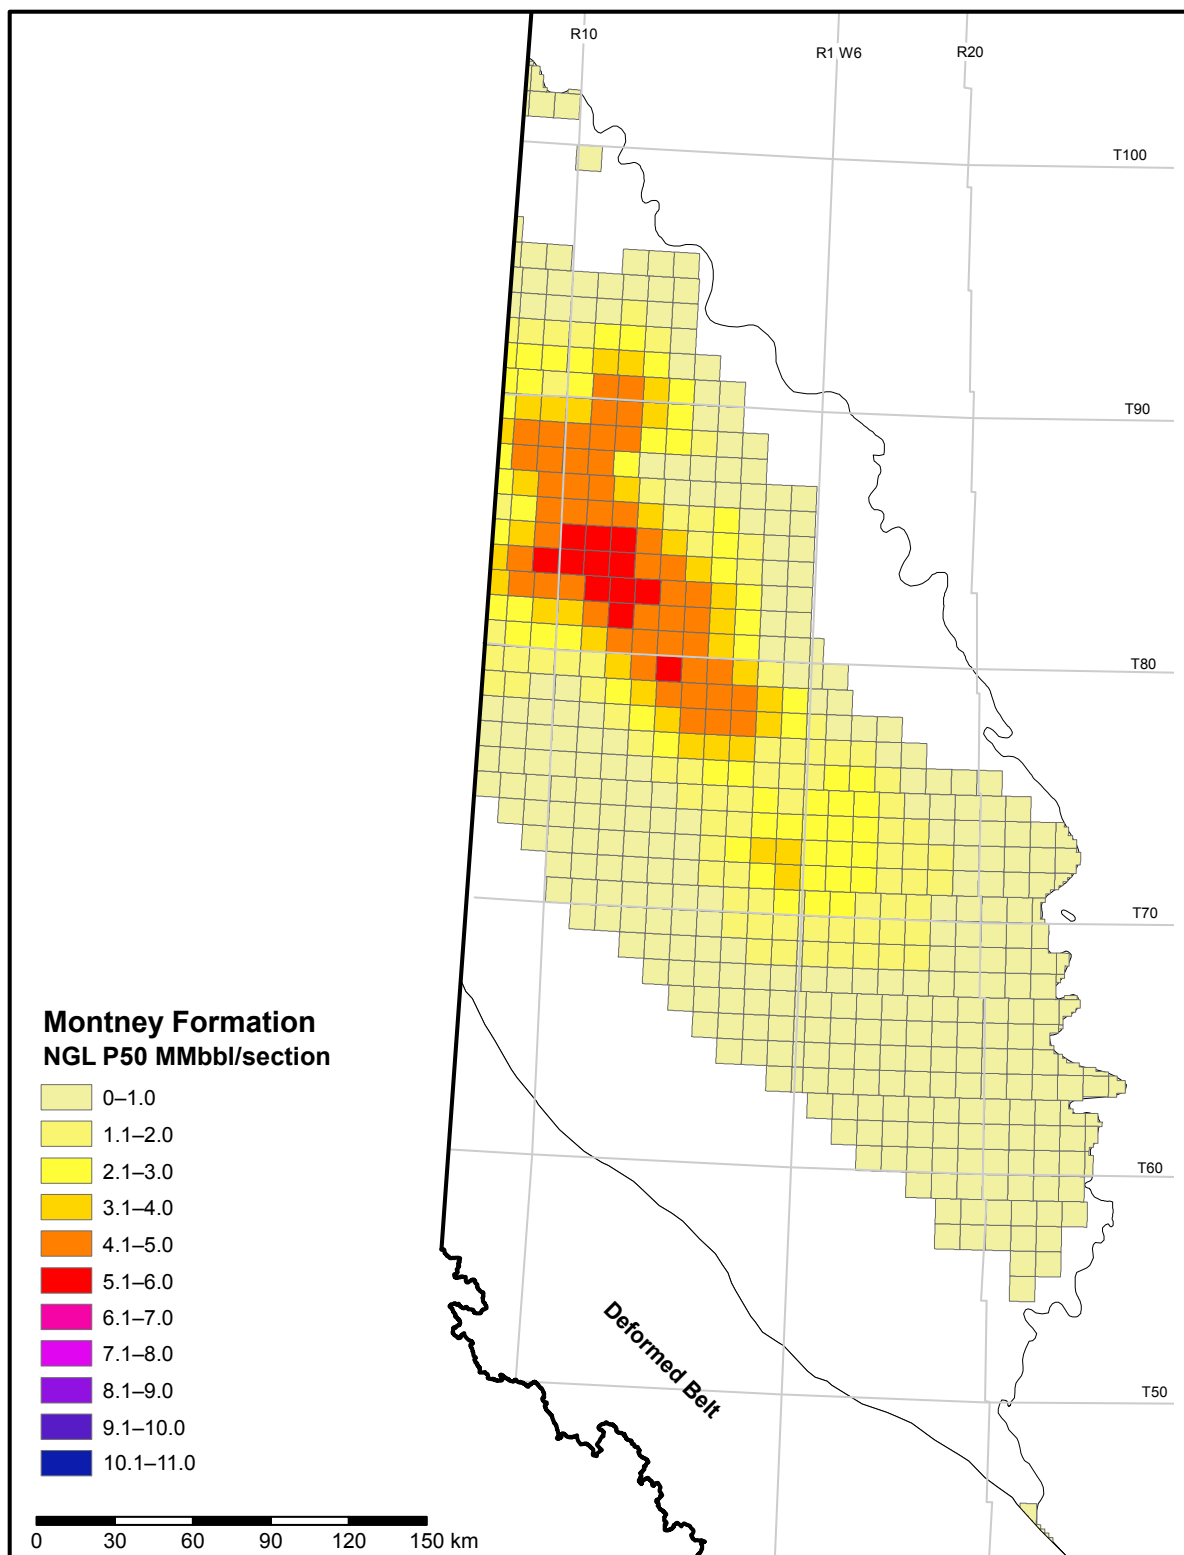 R10
R1 W6
R20
T100
T90
T80
T70
T60
T50
Deformed Belt
Montney Formation
NGL P50 MMbbl/section
0–1.0
1.1–2.0
2.1–3.0
3.1–4.0
4.1–5.0
5.1–6.0
6.1–7.0
7.1–8.0
8.1–9.0
9.1–10.0
10.1–11.0
0 30 60 90 120 150 km